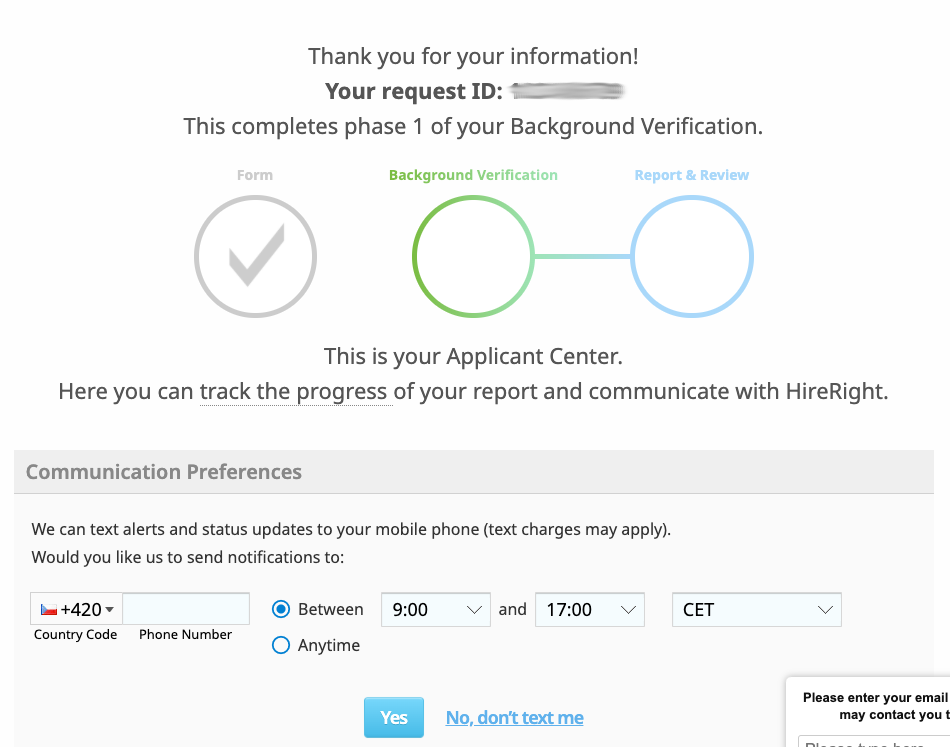 Thank you for your information!
Your request ID:
This completes phase 1 of your Background Verification.
Form Background Verification Report & Review
This is your Applicant Center.
Here you can track the progress of your report and communicate with HireRight.
Communication Preferences
We can text alerts and status updates to your mobile phone (text charges may apply).
Would you like us to send notifications to:
+420 Between 9:00 and 17:00 CET
Country Code Phone Number
Anytime
Yes No, don't text me
Please enter your email
may contact you t
Please type here